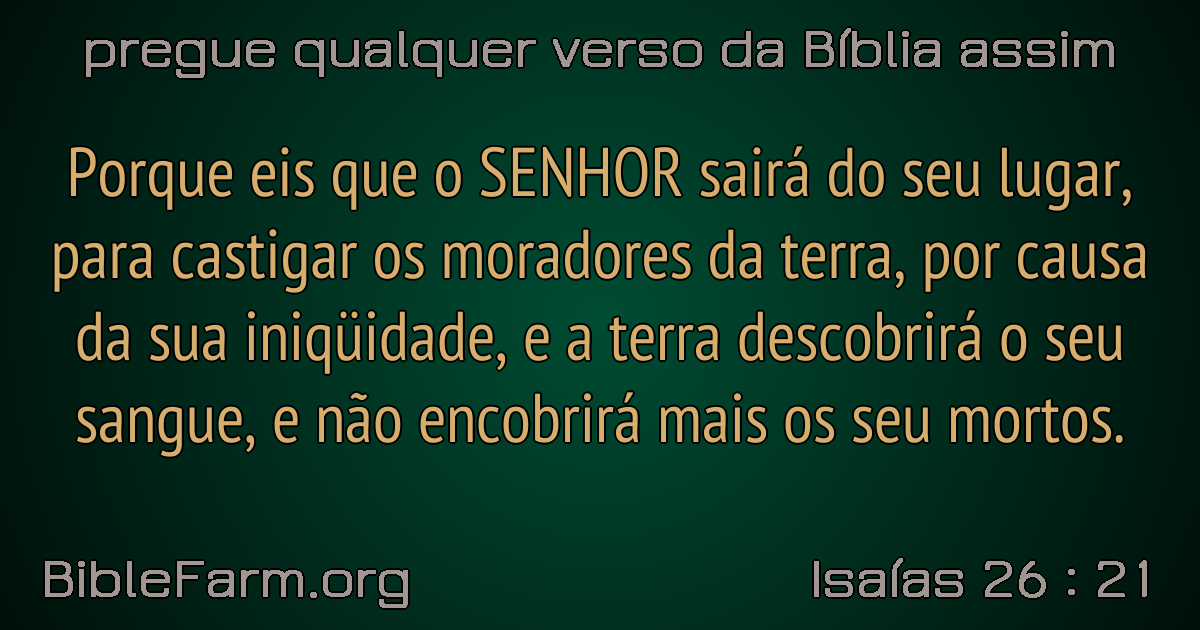 pregue qualquer verso da Bíblia assim
Porque eis que o SENHOR sairá do seu lugar,
para castigar os moradores da terra, por causa
da sua iniqüidade, e a terra descobrirá o seu
sangue, e não encobrirá mais os seu mortos.
BibleFarm.org
Isaías 26 : 21